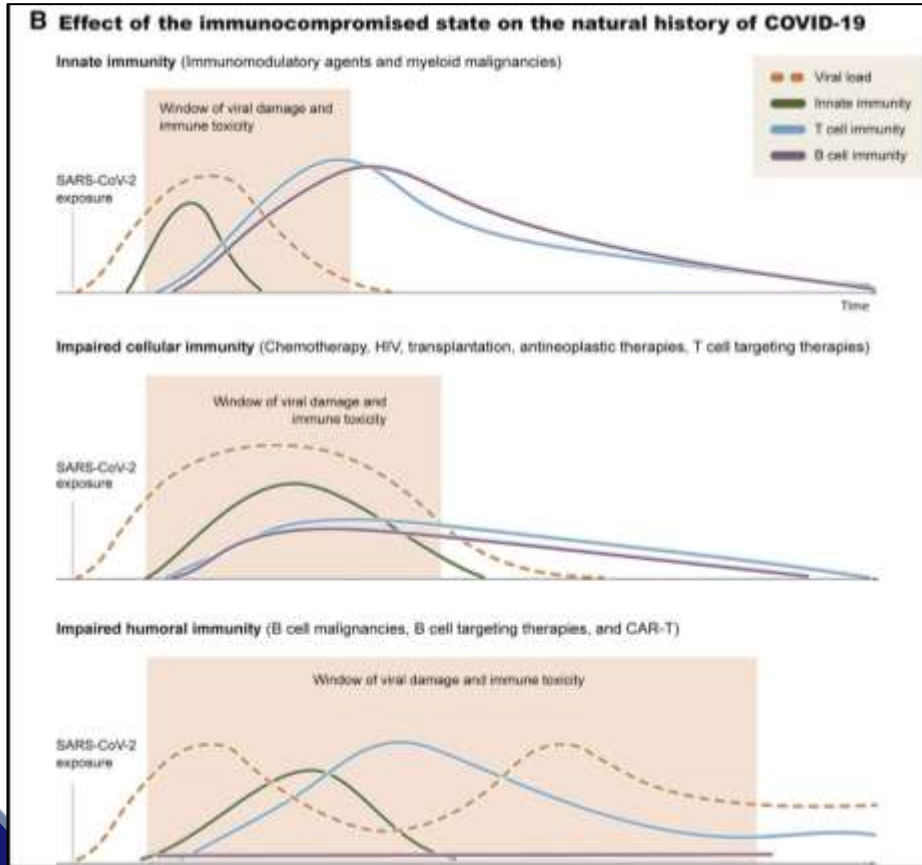 B Effect of the immunocompromised state on the natural history of COVID-19
Innate immunity (Immunomodulatory agents and myeloid malignancies)
Viral load
Innate immunity
T cell immunity
B cell immunity
Window of viral damage and
immune toxicity
SARS-CoV-2
exposure
Time
Impaired cellular immunity (Chemotherapy, HIV, transplantation, antineoplastic therapies, T cell targeting therapies)
Window of viral damage and
immune toxicity
SARS-CoV-2
exposure
Impaired humoral immunity (B cell malignancies, B cell targeting therapies, and CAR-T)
Window of viral damage and immune toxicity
SARS-CoV-2
exposure